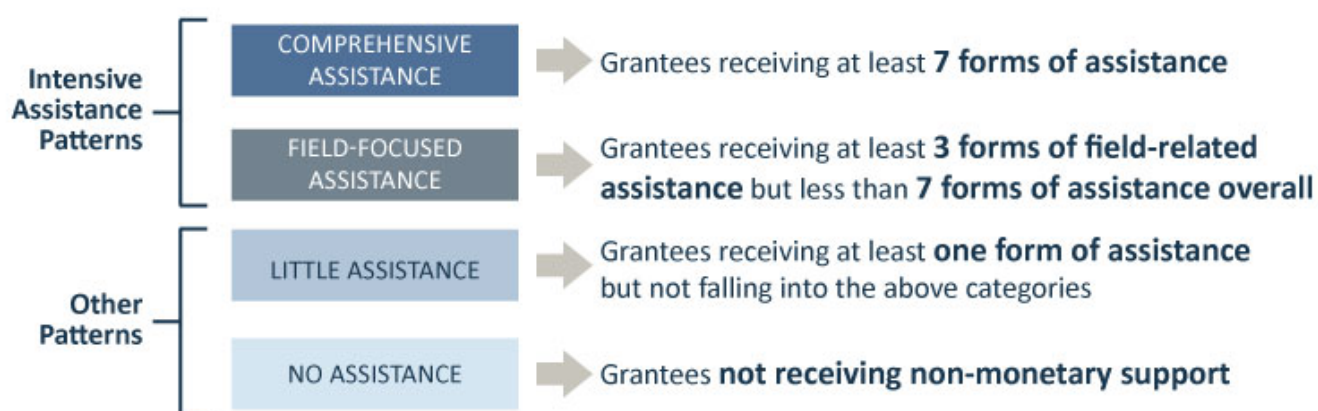 Intensive
Assistance
Patterns
COMPREHENSIVE
ASSISTANCE
Grantees receiving at least 7 forms of assistance
FIELD-FOCUSED
ASSISTANCE
Grantees receiving at least 3 forms of field-related
assistance but less than 7 forms of assistance overall
Other
Patterns
LITTLE ASSISTANCE
Grantees receiving at least one form of assistance
but not falling into the above categories
NO ASSISTANCE
Grantees not receiving non-monetary support